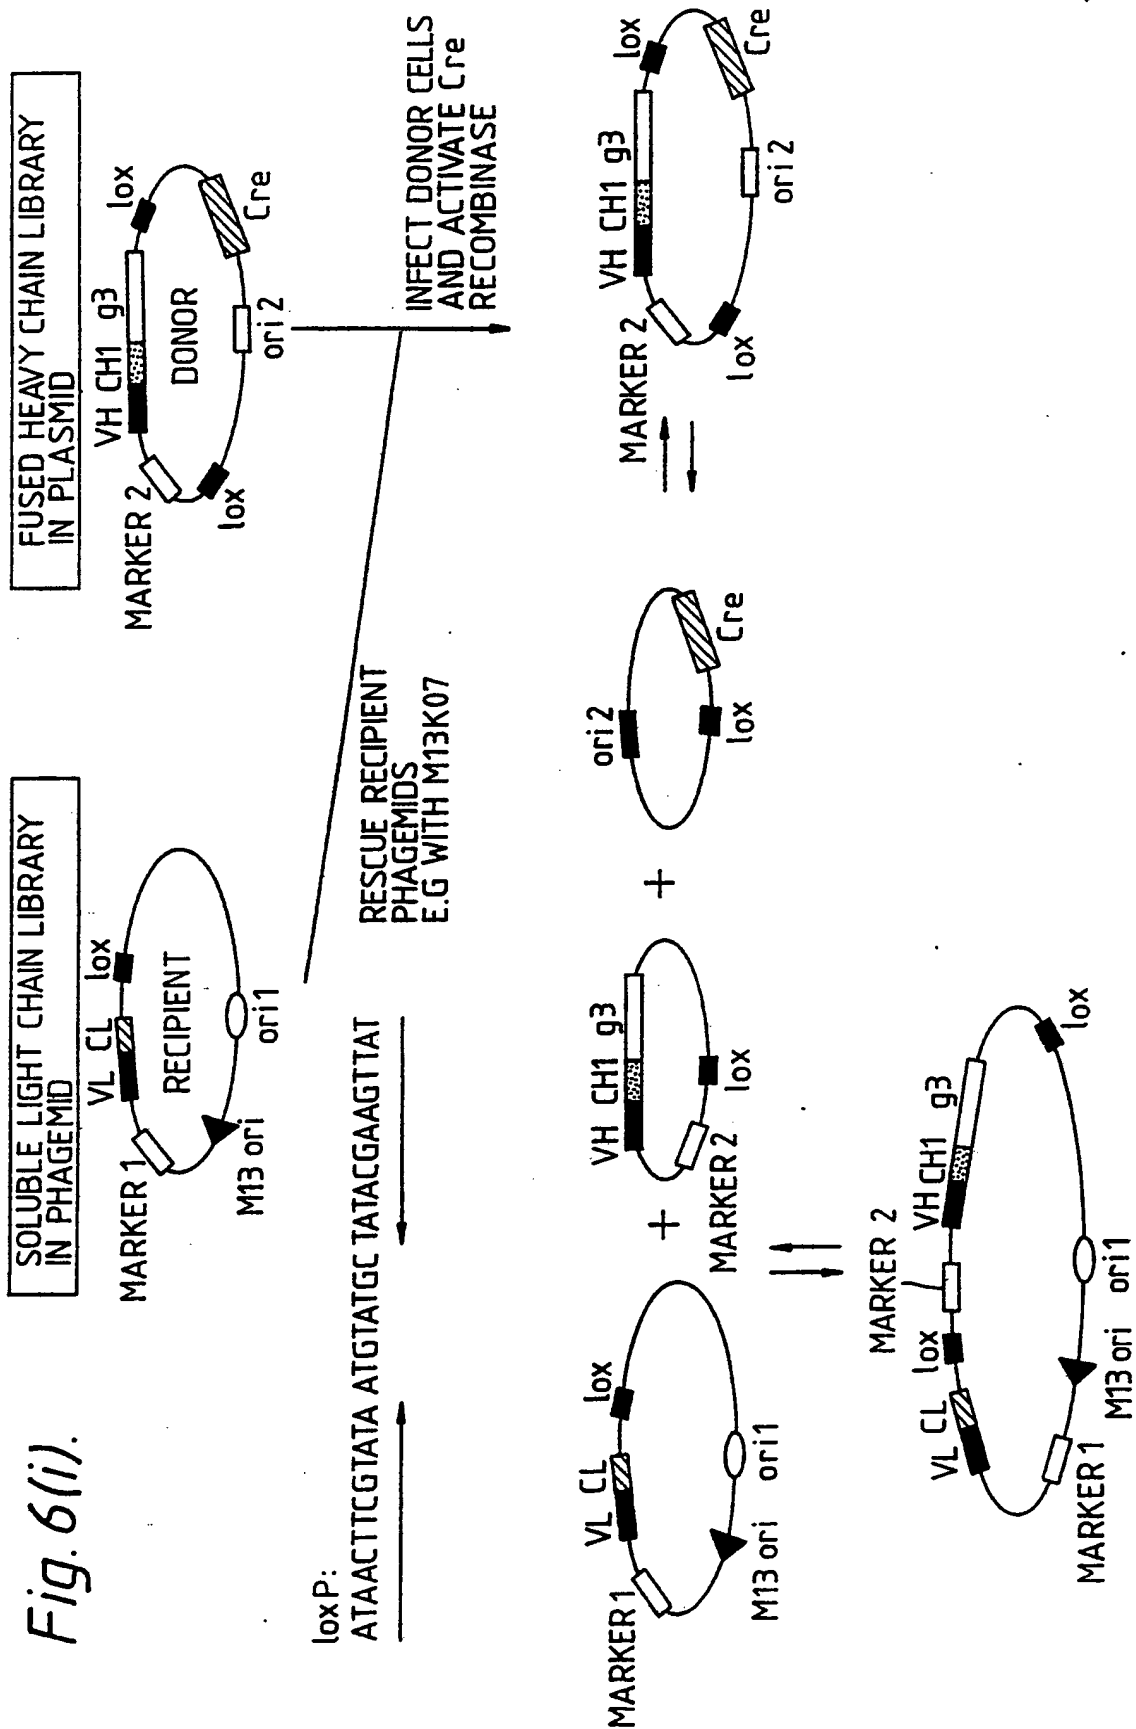 Fig. 6(i).
SOLUBLE LIGHT CHAIN LIBRARY
IN PHAGEMID
VL CL
lox
MARKER 1
RECIPIENT
M13 ori
ori1
FUSED HEAVY CHAIN LIBRARY
IN PLASMID
VH CH1 g3
lox
MARKER 2
DONOR
lox
ori 2
Cre
loxP:
ATAACTTCGTATA ATGTATGC TATACGAAGTTAT
RESCUE RECIPIENT
PHAGEMIDS
E.G WITH M13K07
INFECT DONOR CELLS
AND ACTIVATE Cre
RECOMBINASE
VL CL
lox
MARKER 1
M13 ori
ori1
+
VH CH1 g3
MARKER 2
lox
+
ori 2
lox
Cre
MARKER 2
VH CH1 g3
lox
lox
ori 2
Cre
MARKER 2
VL CL
lox
VH CH1
g3
lox
MARKER 1
M13 ori
ori1